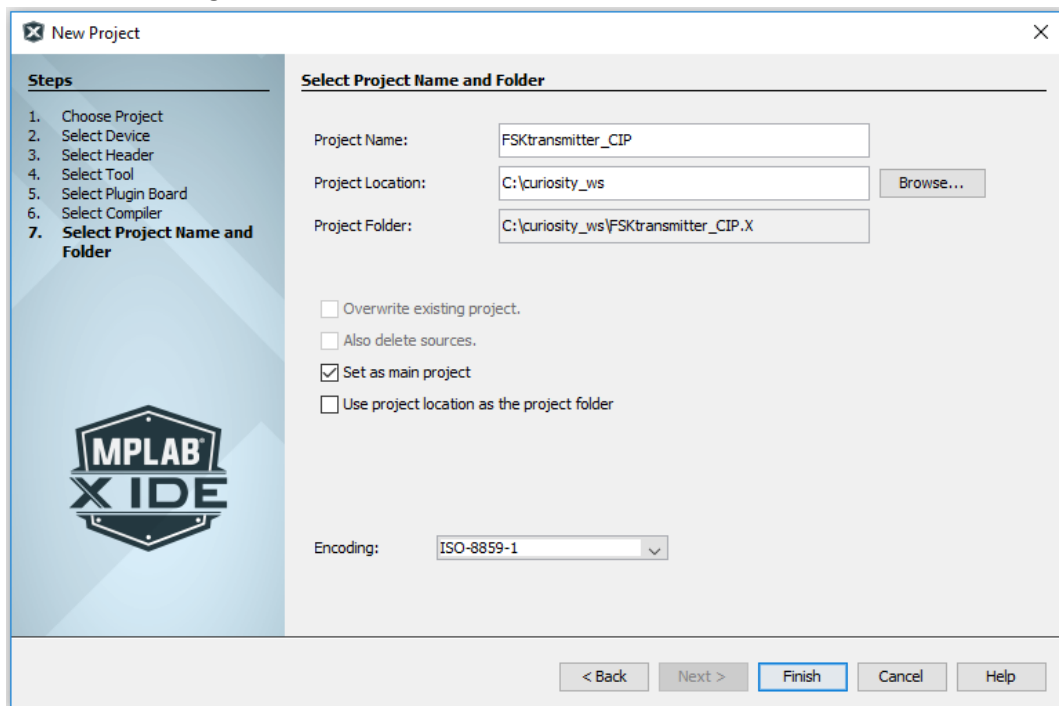 New Project
Steps
1. Choose Project
2. Select Device
3. Select Header
4. Select Tool
5. Select Plugin Board
6. Select Compiler
7. Select Project Name and
Folder
MPLAB®
X IDE
Select Project Name and Folder
Project Name: FSKtransmitter_CIP
Project Location: C:\curiosity_ws Browse...
Project Folder: C:\curiosity_ws\FSKtransmitter_CIP.X
Overwrite existing project.
Also delete sources.
Set as main project
Use project location as the project folder
Encoding: ISO-8859-1
< Back Next > Finish Cancel Help